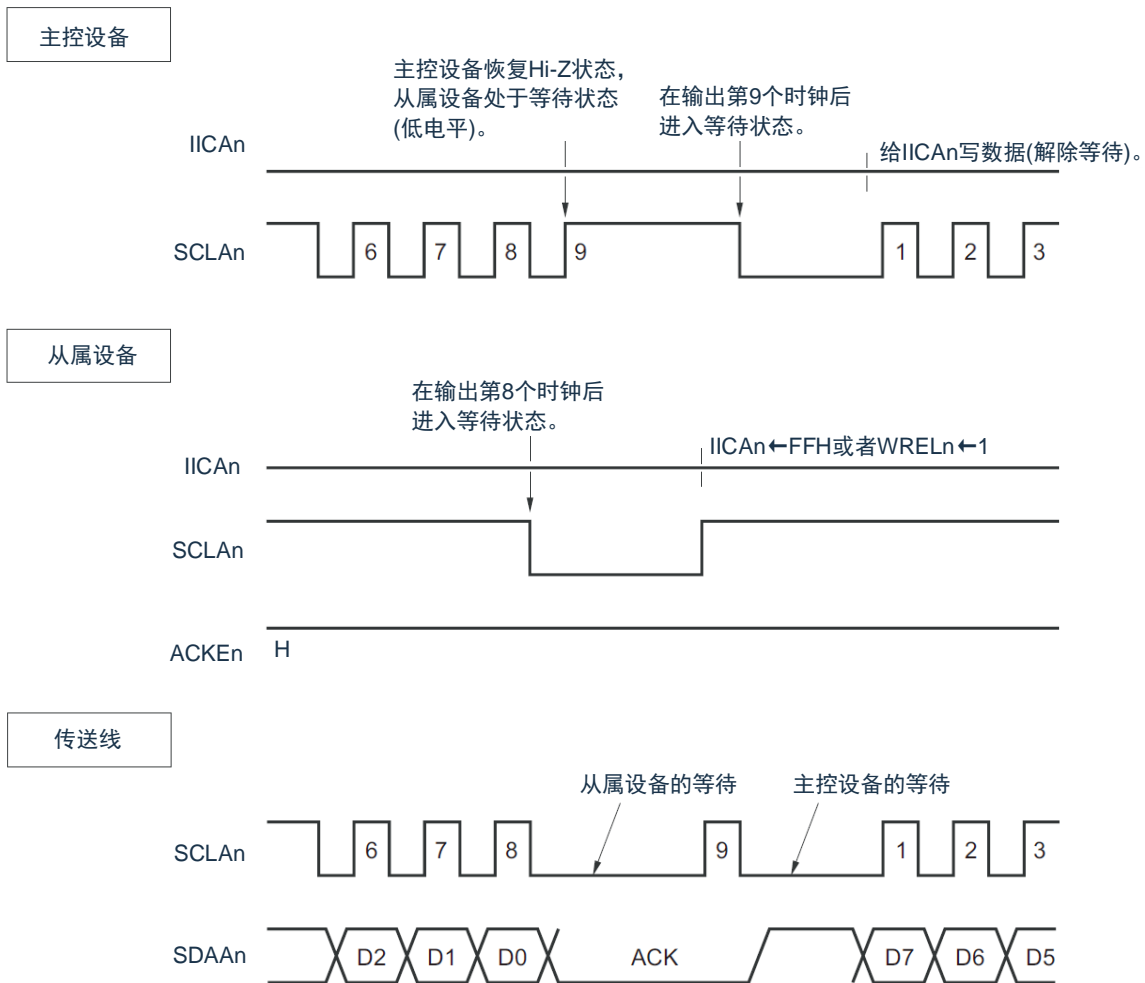 主控设备
主控设备恢复Hi-Z状态，
从属设备处于等待状态
(低电平)。
在输出第9个时钟后
进入等待状态。
IICAn
给IICAn写数据(解除等待)。
SCLAn
6 7 8 9 1 2 3
从属设备
在输出第8个时钟后
进入等待状态。
IICAn←FFH或者WRELn←1
IICAn
SCLAn
ACKEn
H
传送线
从属设备的等待
主控设备的等待
SCLAn
6 7 8 9 1 2 3
SDAAn
D2 D1 D0 ACK D7 D6 D5